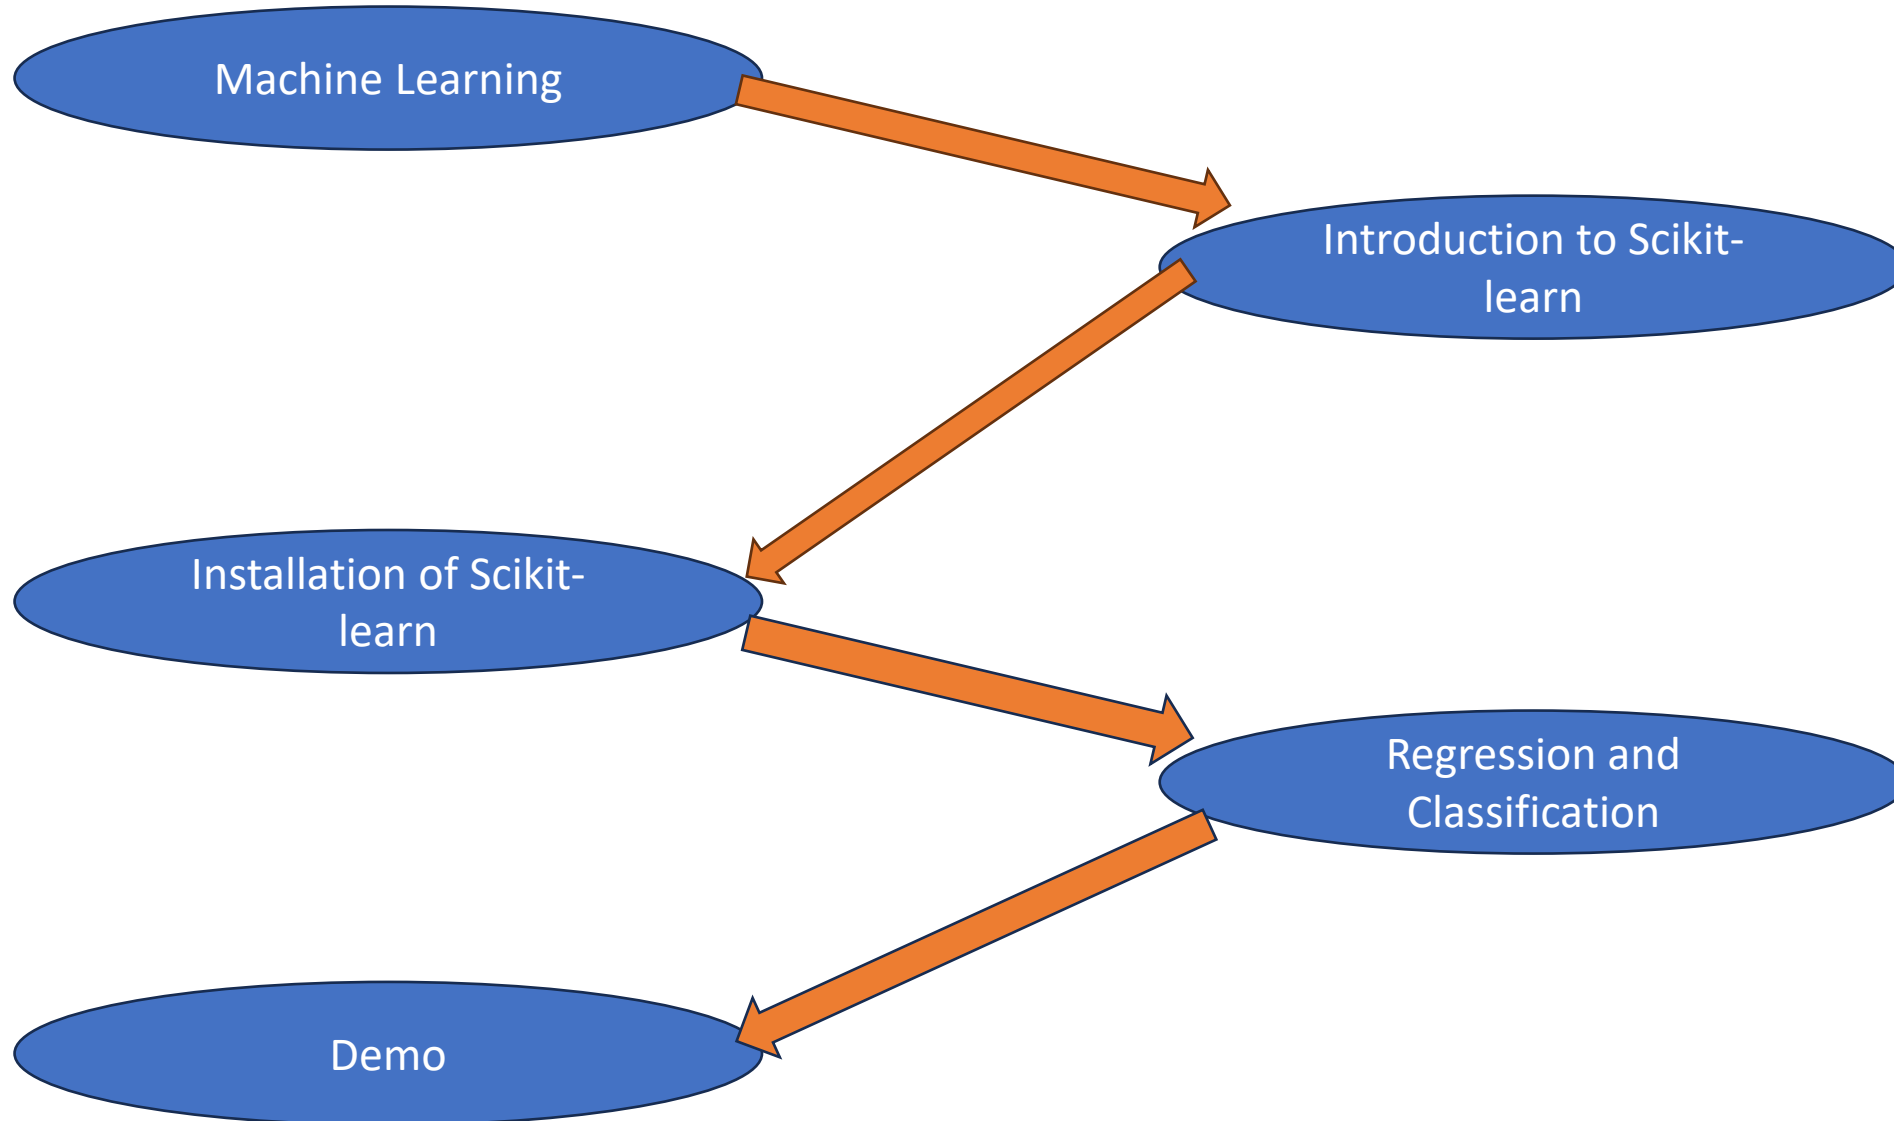 Machine Learning
Introduction to Scikit-
learn
Installation of Scikit-
learn
Regression and
Classification
Demo